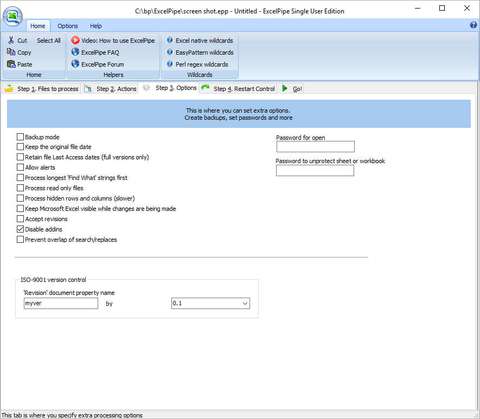 C:\bp\ExcelPipe\screen shot.epp - Untitled - ExcelPipe Single User Edition
Home Options Help
Cut Select All
Copy
Paste
Home
Video: How to use ExcelPipe
ExcelPipe FAQ
ExcelPipe Forum
Helpers
Excel native wildcards
EasyPattern wildcards
Perl regex wildcards
Wildcards
Step 1. Files to process Step 2. Actions Step 3. Options Step 4. Restart Control Go!
This is where you can set extra options.
Create backups, set passwords and more
Backup mode
Keep the original file date
Retain file Last Access dates (full versions only)
Allow alerts
Process longest 'Find What' strings first
Process read only files
Process hidden rows and columns (slower)
Keep Microsoft Excel visible while changes are being made
Accept revisions
Disable addins
Prevent overlap of search/replaces
Password for open
Password to unprotect sheet or workbook
ISO-9001 version control
'Revision' document property name
myver by 0.1
This tab is where you specify extra processing options